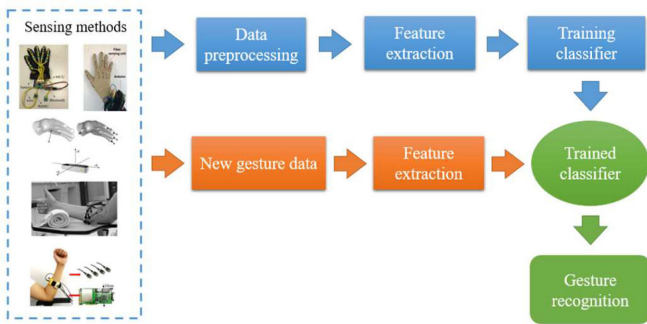 Sensing methods
Data
preprocessing
Feature
extraction
Training
classifier
New gesture data
Feature
extraction
Trained
classifier
Gesture
recognition